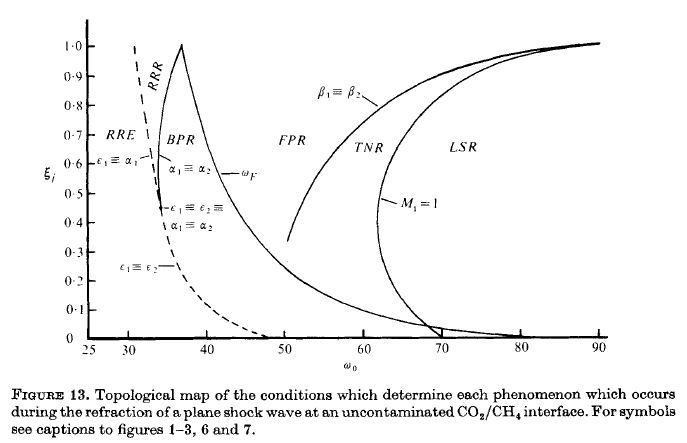 1·0
0·9
0·8
0·7
0·6
0·5
0·4
0·3
0·2
0·1
0
ξi
25 30 40 50 60 70 80 90
ω0
RRE
RRR
BPR
FPR
TNR
LSR
β1≡ β2
ε1≡ α1
α1≡ α2
ωF
ε1≡ ε2≡
α1≡ α2
M1=1
ε1≡ ε2
FIGURE 13. Topological map of the conditions which determine each phenomenon which occurs
during the refraction of a plane shock wave at an uncontaminated CO2/CH4 interface. For symbols
see captions to figures 1–3, 6 and 7.